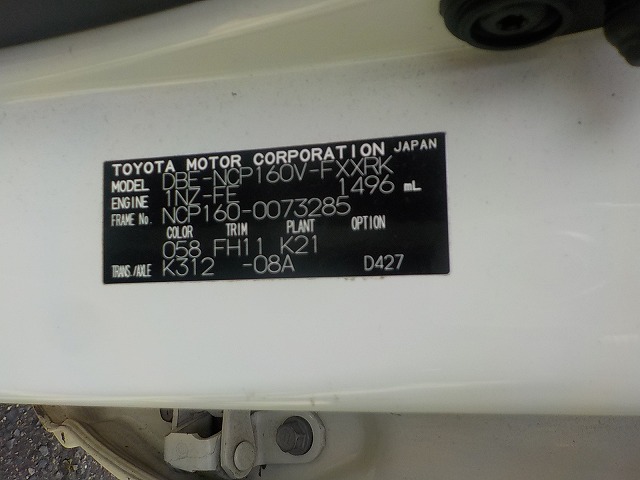 TOYOTA MOTOR CORPORATION JAPAN
MODEL DBE-NCP160V-FXXRK
ENGINE 1NZ-FE 1496 mL
FRAME No. NCP160-0073285
COLOR TRIM PLANT OPTION
058 FH11 K21
TRANS./AXLE K312 -08A D427